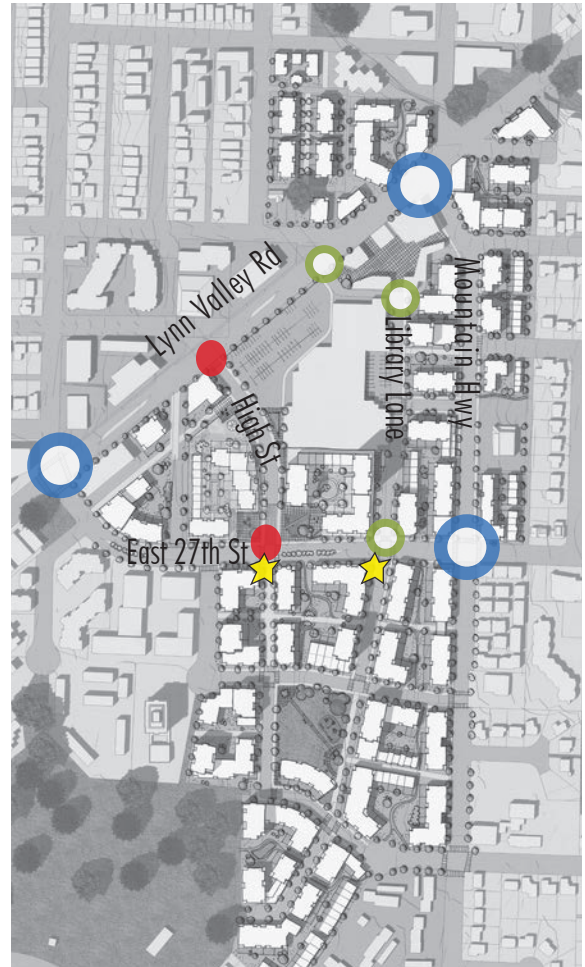 Lynn Valley Rd
Mountain Hwy
Library Lane
High St
East 27th St